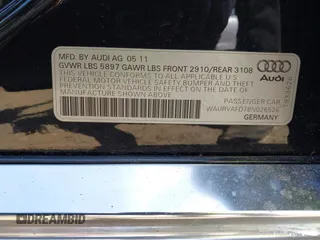 MFD. BY AUDI AG 05 11
GVWR LBS 5897 GAWR LBS FRONT 2910/REAR 3108
THIS VEHICLE CONFORMS TO ALL APPLICABLE FEDERAL
MOTOR VEHICLE SAFETY, BUMPER, AND THEFT
PREVENTION STANDARDS IN EFFECT ON THE DATE OF
MANUFACTURE SHOWN ABOVE
Audi
PASSENGER CAR
GERMANY
DREAMBID